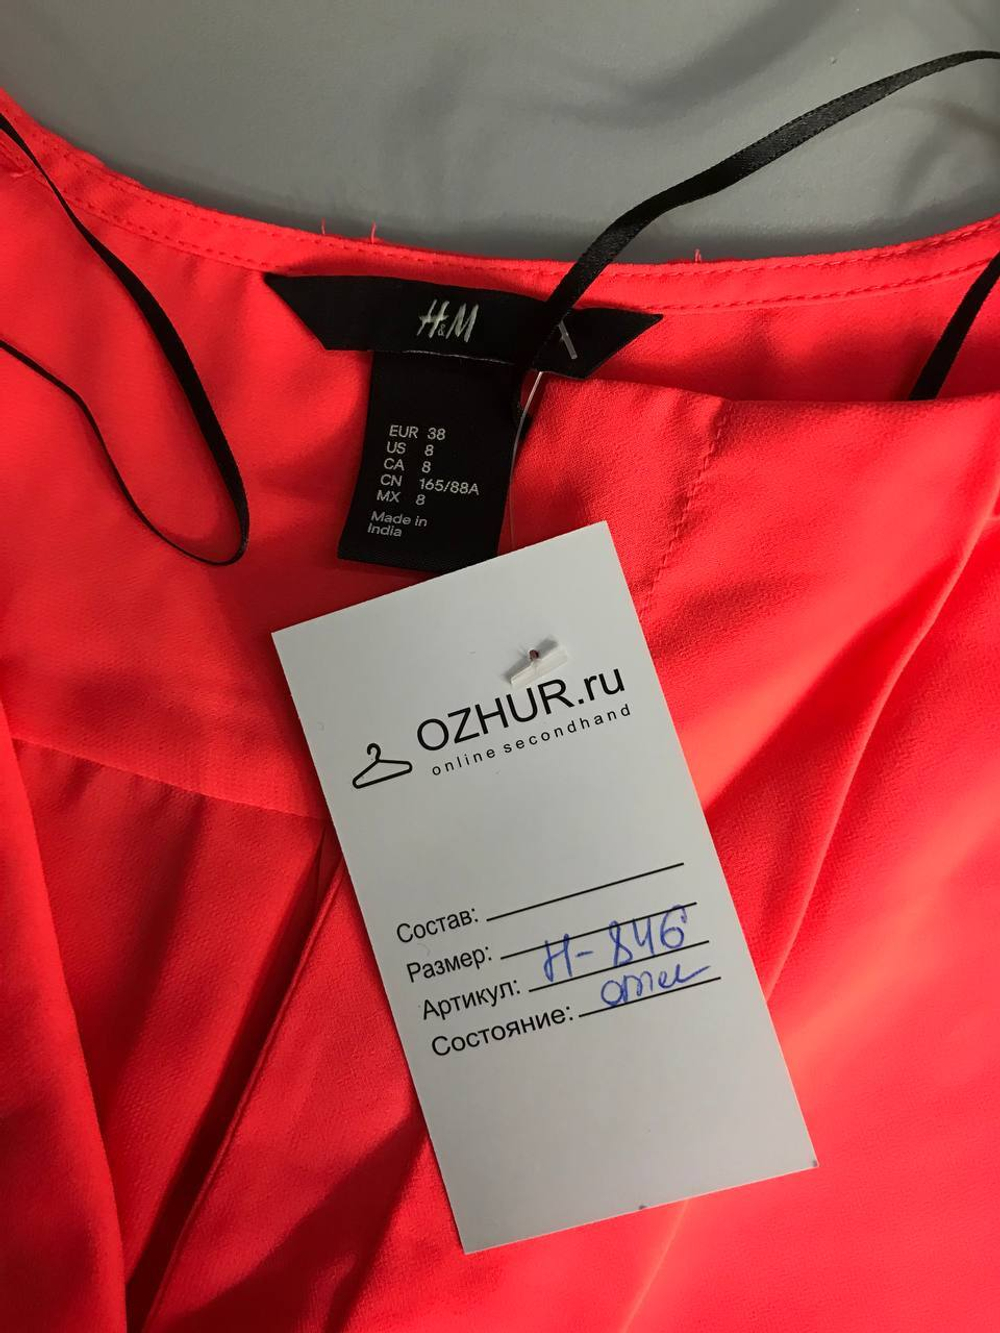 H&M
EUR 38
US 8
CA 8
CN 165/88A
MX 8
Made in
India
OZHUR.ru
online secondhand
Состав:
Размер:
Артикул: Н-846
Состояние: отл